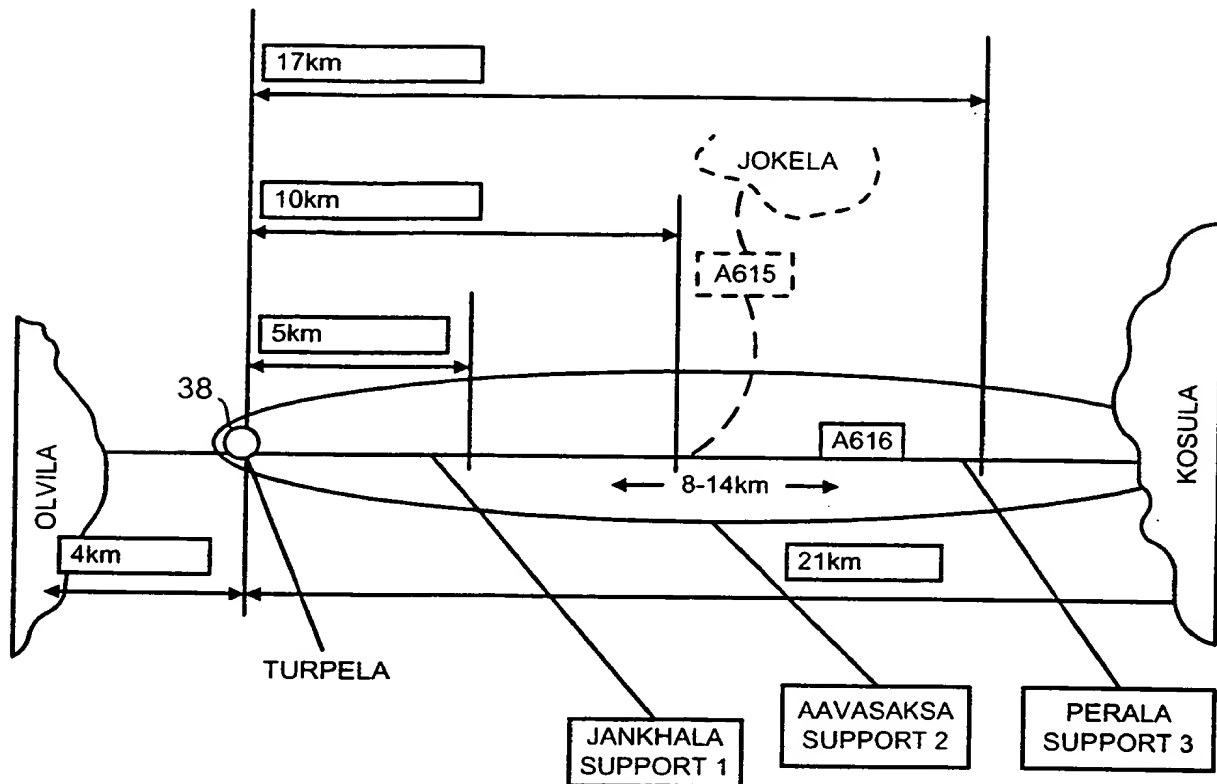 17km
JOKELA
10km
A615
5km
38
OLVILA
A616
KOSULA
8-14km
4km
21km
TURPELA
JANKHALA
SUPPORT 1
AAVASAKSA
SUPPORT 2
PERALA
SUPPORT 3